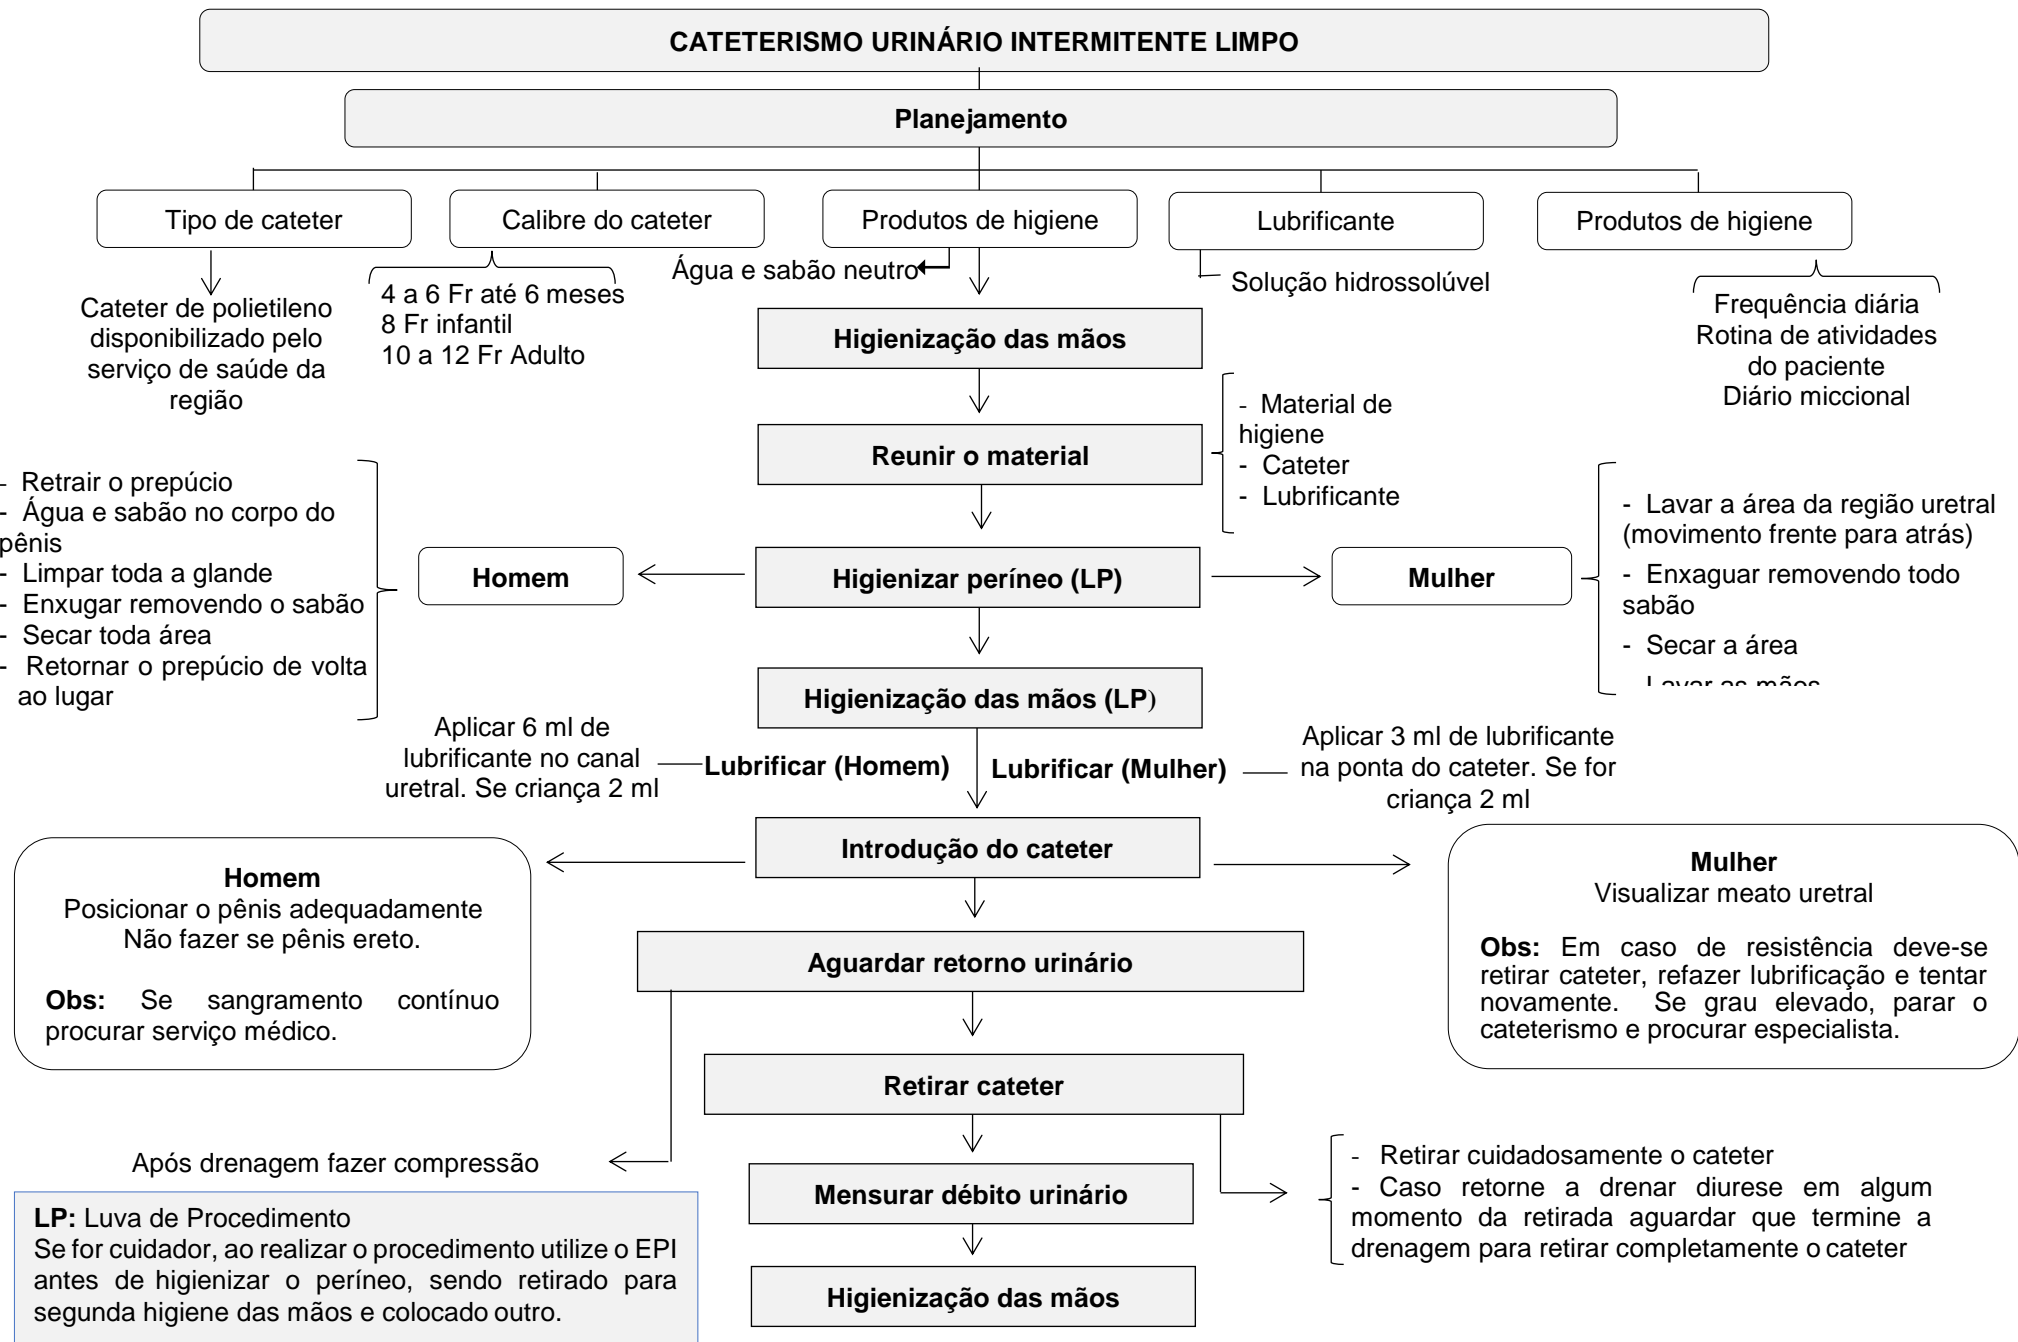 CATETERISMO URINÁRIO INTERMITENTE LIMPO
Planejamento
Tipo de cateter
Calibre do cateter
Produtos de higiene
Lubrificante
Produtos de higiene
Cateter de polietileno
disponibilizado pelo
serviço de saúde da
região
4 a 6 Fr até 6 meses
8 Fr infantil
10 a 12 Fr Adulto
Água e sabão neutro
Solução hidrossolúvel
Frequência diária
Rotina de atividades
do paciente
Diário miccional
Higienização das mãos
Reunir o material
- Material de
higiene
- Cateter
- Lubrificante
Higienizar períneo (LP)
Homem
- Retrair o prepúcio
- Água e sabão no corpo do
pênis
- Limpar toda a glande
- Enxugar removendo o sabão
- Secar toda área
- Retornar o prepúcio de volta
ao lugar
Mulher
- Lavar a área da região uretral
(movimento frente para atrás)
- Enxaguar removendo todo
sabão
- Secar a área
- Lavar as mãos
Higienização das mãos (LP)
Aplicar 6 ml de
lubrificante no canal
uretral. Se criança 2 ml
Lubrificar (Homem)
Lubrificar (Mulher)
Aplicar 3 ml de lubrificante
na ponta do cateter. Se for
criança 2 ml
Introdução do cateter
Homem
Posicionar o pênis adequadamente
Não fazer se pênis ereto.
Obs: Se sangramento contínuo
procurar serviço médico.
Mulher
Visualizar meato uretral
Obs: Em caso de resistência deve-se
retirar cateter, refazer lubrificação e tentar
novamente. Se grau elevado, parar o
cateterismo e procurar especialista.
Aguardar retorno urinário
Após drenagem fazer compressão
Retirar cateter
- Retirar cuidadosamente o cateter
- Caso retorne a drenar diurese em algum
momento da retirada aguardar que termine a
drenagem para retirar completamente o cateter
Mensurar débito urinário
Higienização das mãos
LP: Luva de Procedimento
Se for cuidador, ao realizar o procedimento utilize o EPI
antes de higienizar o períneo, sendo retirado para
segunda higiene das mãos e colocado outro.